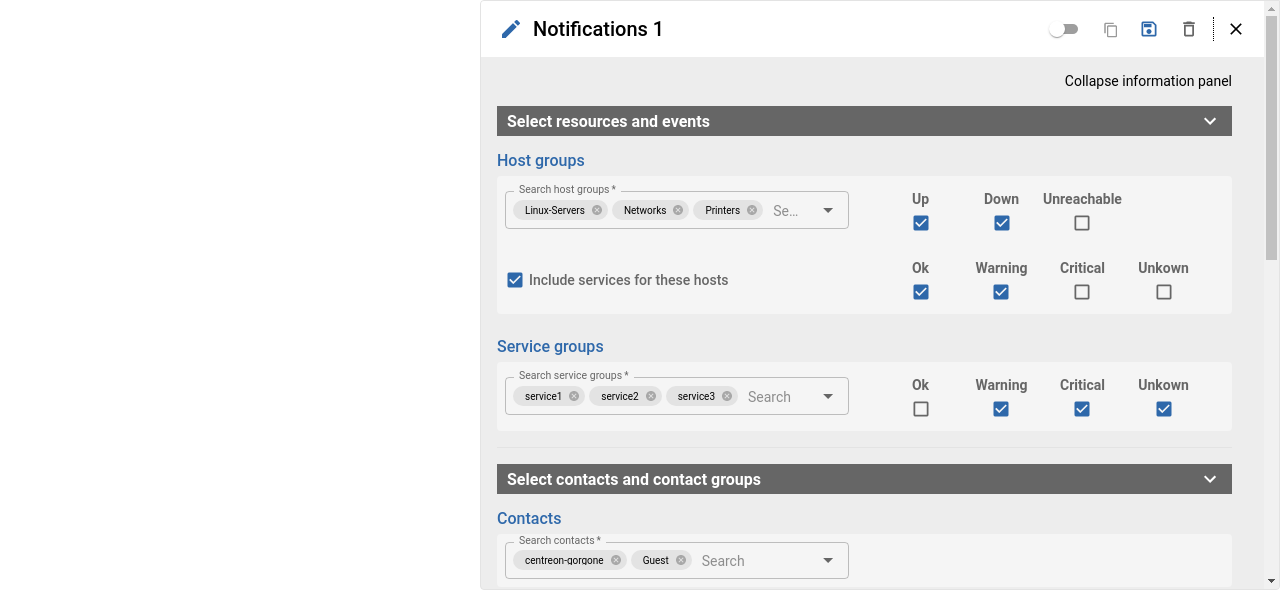 Notifications 1
Collapse information panel
Select resources and events
Host groups
Search host groups *
Linux-Servers Networks Printers Se...
Up Down Unreachable
Include services for these hosts
Ok Warning Critical Unkown
Service groups
Search service groups *
service1 service2 service3 Search
Ok Warning Critical Unkown
Select contacts and contact groups
Contacts
Search contacts *
centreon-gorgone Guest Search